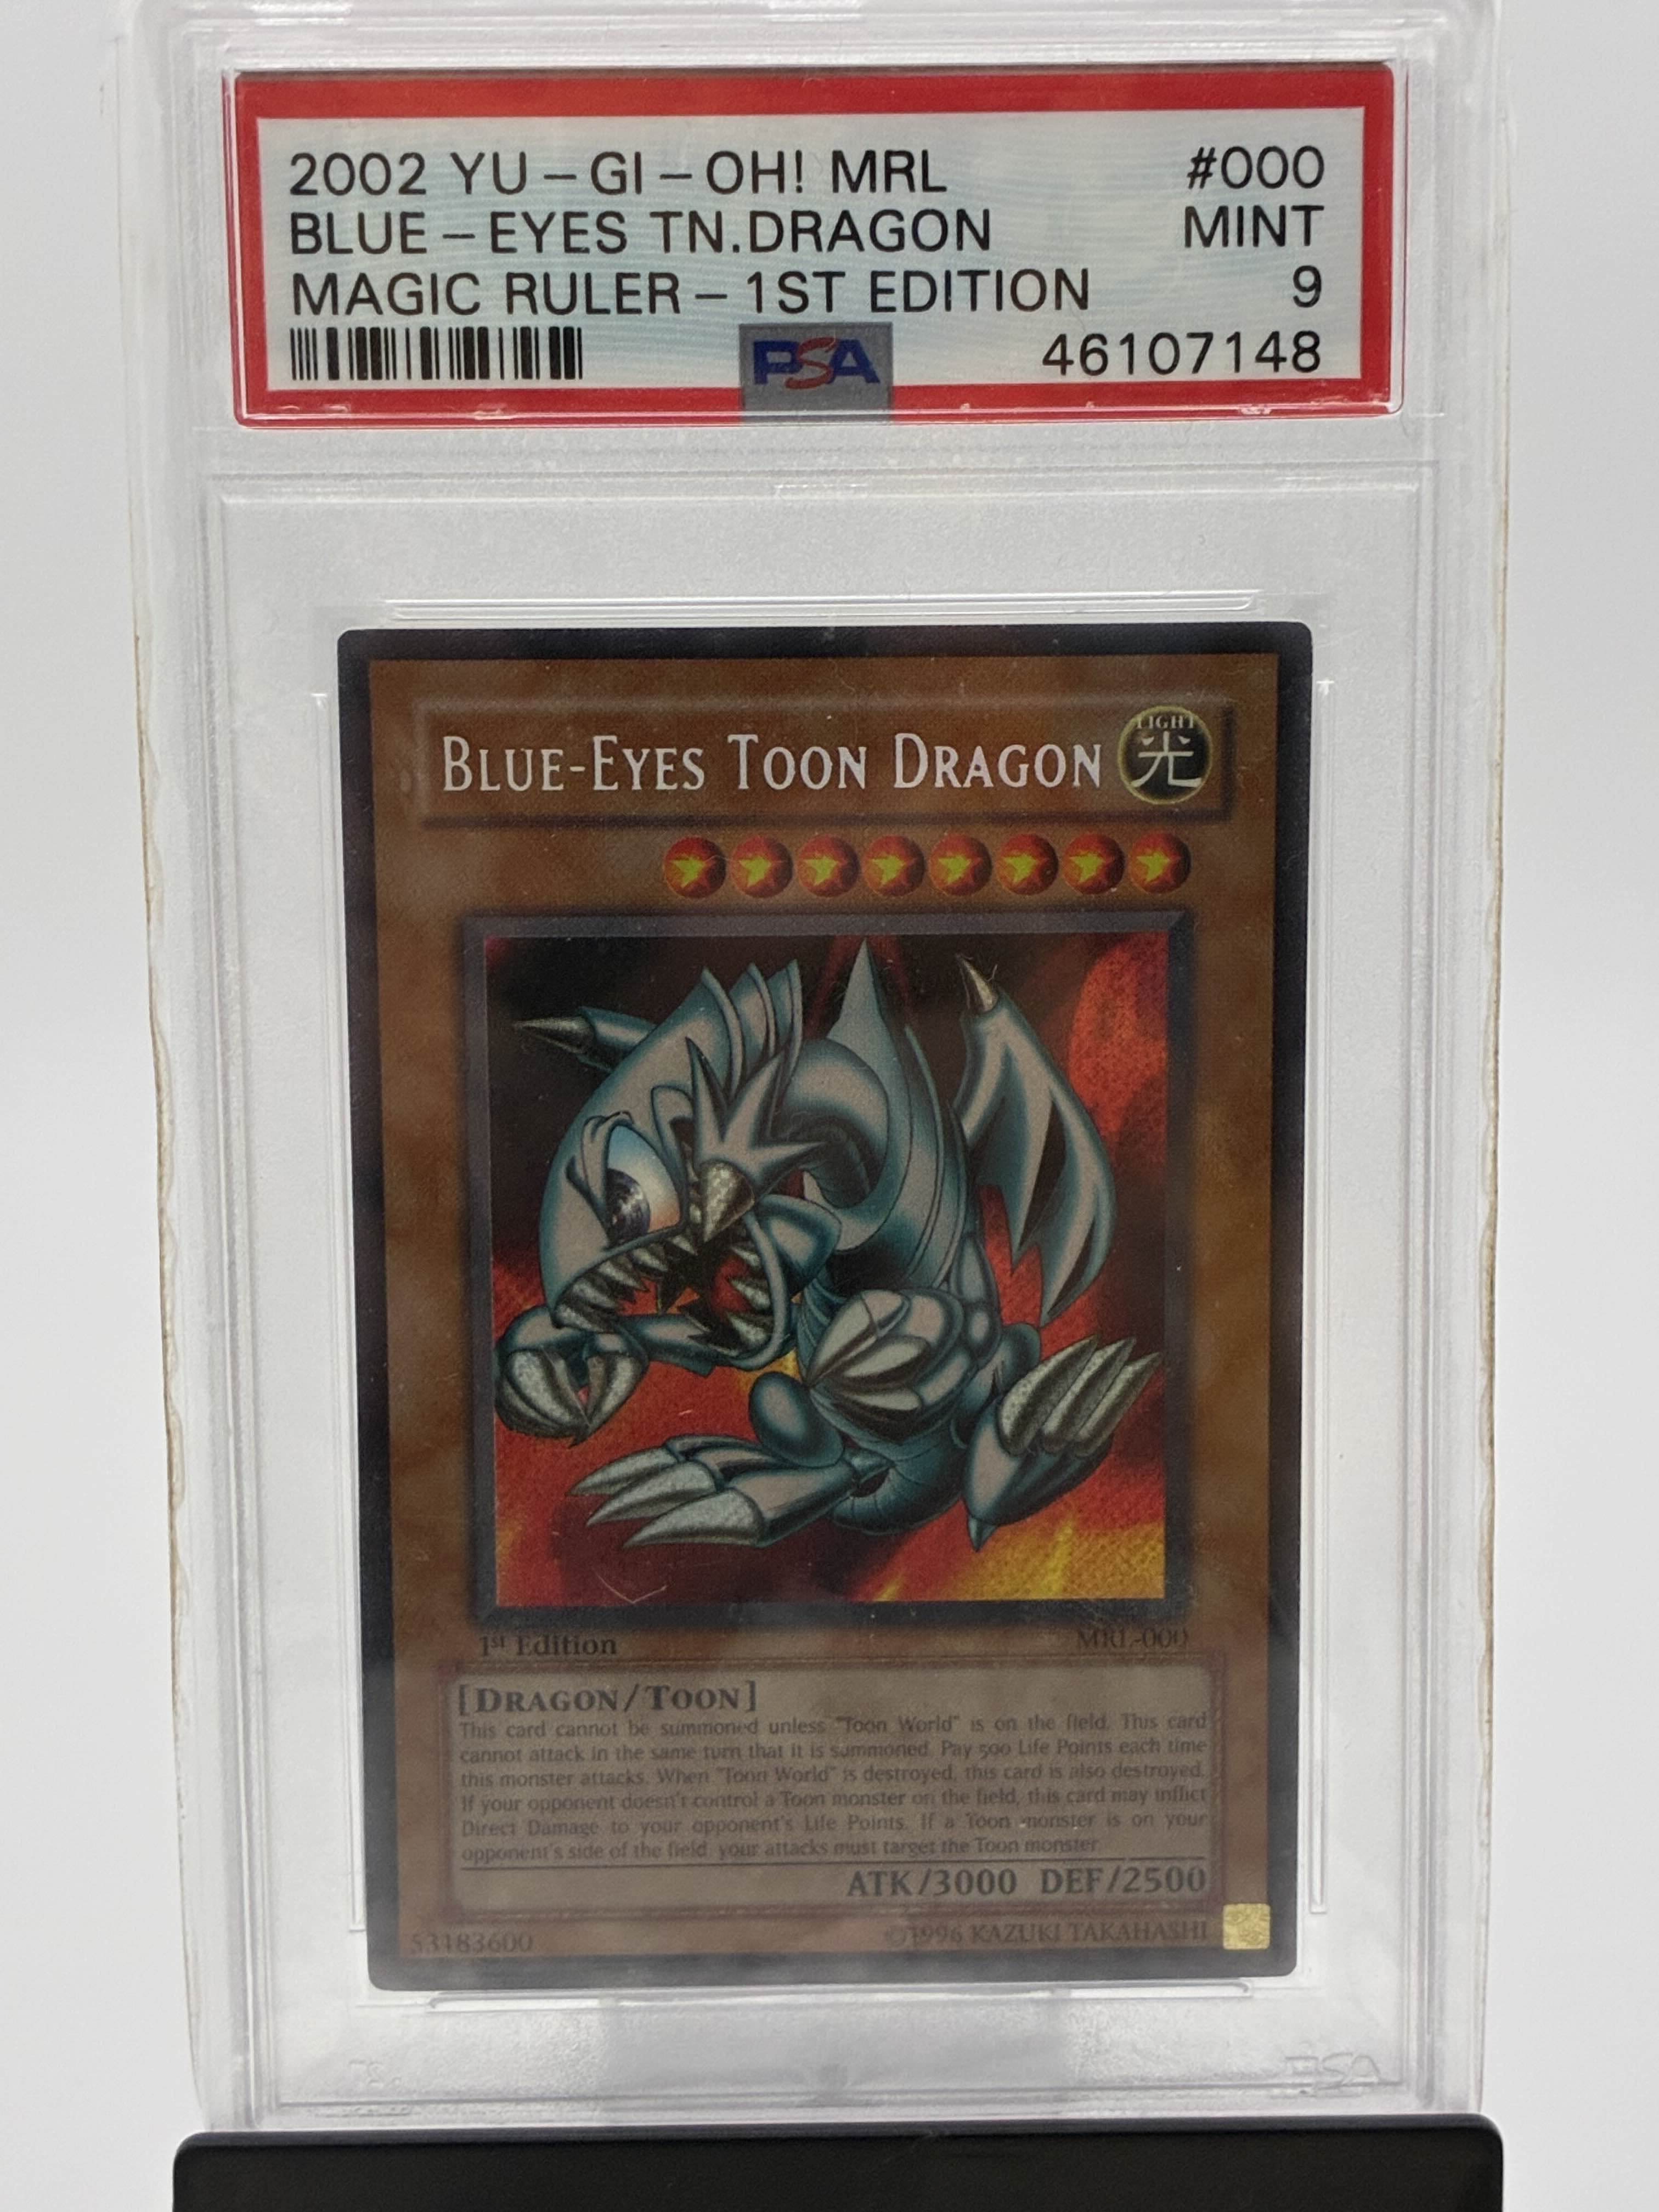 2002 YU-GI-OH! MRL #000
BLUE-EYES TN.DRAGON MINT
MAGIC RULER-1ST EDITION 9
PSA 46107148
BLUE-EYES TOON DRAGON
LIGHT
光
1st Edition MRL-000
[DRAGON/TOON]
This card cannot be summoned unless "Toon World" is on the field. This card
cannot attack in the same turn that it is summoned. Pay 500 Life Points each time
this monster attacks. When "Toon World" is destroyed, this card is also destroyed.
If your opponent doesn't control a Toon monster on the field, this card may inflict
Direct Damage to your opponent's Life Points. If a Toon monster is on your
opponent's side of the field, your attacks must target the Toon monster.
ATK/3000 DEF/2500
53183600 ©1996 KAZUKI TAKAHASHI
PSA